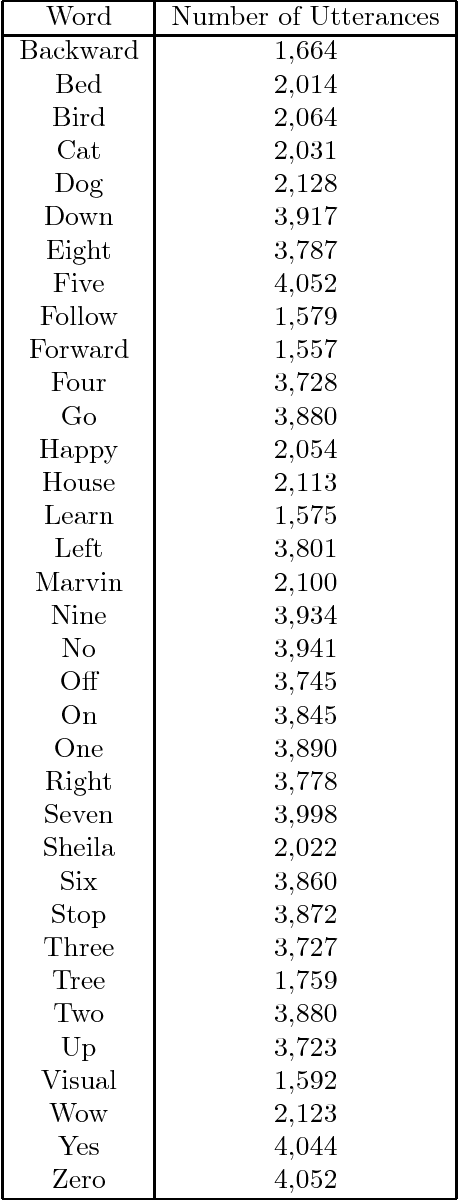 Word Number of Utterances
Backward 1,664
Bed 2,014
Bird 2,064
Cat 2,031
Dog 2,128
Down 3,917
Eight 3,787
Five 4,052
Follow 1,579
Forward 1,557
Four 3,728
Go 3,880
Happy 2,054
House 2,113
Learn 1,575
Left 3,801
Marvin 2,100
Nine 3,934
No 3,941
Off 3,745
On 3,845
One 3,890
Right 3,778
Seven 3,998
Sheila 2,022
Six 3,860
Stop 3,872
Three 3,727
Tree 1,759
Two 3,880
Up 3,723
Visual 1,592
Wow 2,123
Yes 4,044
Zero 4,052